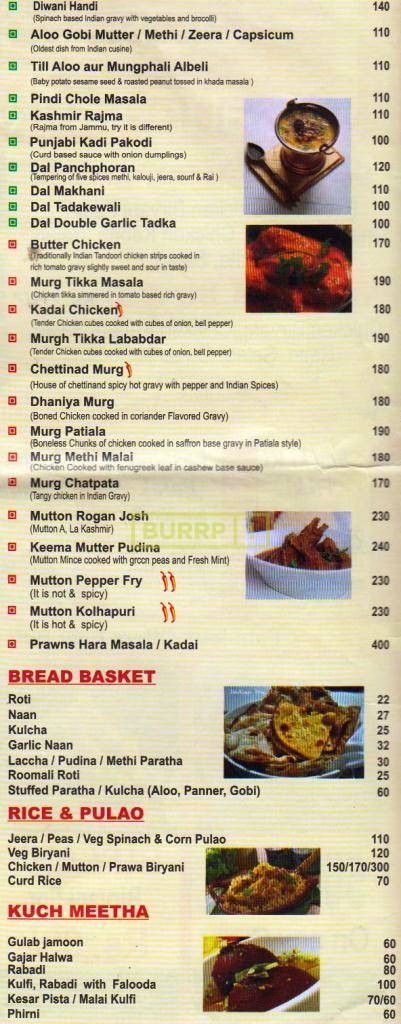 Diwani Handi 140
(Spinach based Indian gravy with vegetables and brocolli)
Aloo Gobi Mutter / Methi / Zeera / Capsicum 110
(Oldest dish from Indian cusine)
Till Aloo aur Mungphali Albeli 110
(Baby potato sesame seed & roasted peanut tossed in khada masala )
Pindi Chole Masala 110
Kashmir Rajma 110
(Rajma from Jammu, try it is different)
Punjabi Kadi Pakodi 100
(Curd based sauce with onion dumplings)
Dal Panchphoran 120
(Tempering of five spices methi, kalouji, jeera, sounf & Rai )
Dal Makhani 110
Dal Tadakewali 100
Dal Double Garlic Tadka 100
Butter Chicken 170
(Traditionally Indian Tandoori chicken strips cooked in
rich tomato gravy slightly sweet and sour in taste)
Murg Tikka Masala 190
(Chicken tikka simmered in tomato based rich gravy)
Kadai Chicken 180
(Tender Chicken cubes cooked with cubes of onion, bell pepper)
Murgh Tikka Lababdar 190
(Tender Chicken cubes cooked with cubes of onion, bell pepper)
Chettinad Murg 180
(House of chettinand spicy hot gravy with pepper and Indian Spices)
Dhaniya Murg 180
(Boned Chicken cooked in coriander Flavored Gravy)
Murg Patiala 190
(Boneless Chunks of chicken cooked in saffron base gravy in Patiala style)
Murg Methi Malai 180
(Chicken Cooked with fenugreek leaf in cashew base sauce)
Murg Chatpata 170
(Tangy chicken in Indian Gravy)
Mutton Rogan Josh 230
(Mutton A, La Kashmir)
BURRP
Keema Mutter Pudina 240
(Mutton Mince cooked with grccn peas and Fresh Mint)
Mutton Pepper Fry 230
(It is hot & spicy)
Mutton Kolhapuri 230
(It is hot & spicy)
Prawns Hara Masala / Kadai 400
BREAD BASKET
Roti 22
Naan 27
Kulcha 25
Garlic Naan 32
Laccha / Pudina / Methi Paratha 30
Roomali Roti 25
Stuffed Paratha / Kulcha (Aloo, Panner, Gobi) 60
RICE & PULAO
Jeera / Peas / Veg Spinach & Corn Pulao 110
Veg Biryani 120
Chicken / Mutton / Prawa Biryani 150/170/300
Curd Rice 70
KUCH MEETHA
Gulab jamoon 60
Gajar Halwa 60
Rabadi 80
Kulfi, Rabadi with Falooda 100
Kesar Pista / Malai Kulfi 70/60
Phirni 60